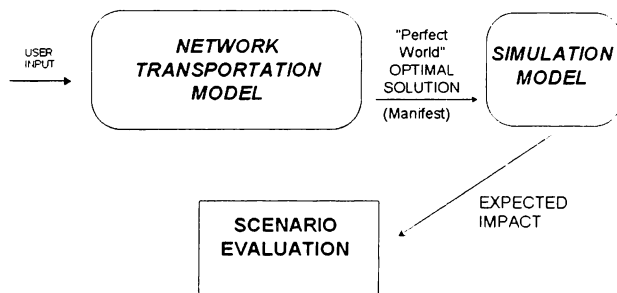 USER
INPUT
NETWORK
TRANSPORTATION
MODEL
"Perfect
World"
OPTIMAL
SOLUTION
(Manifest)
SIMULATION
MODEL
EXPECTED
IMPACT
SCENARIO
EVALUATION